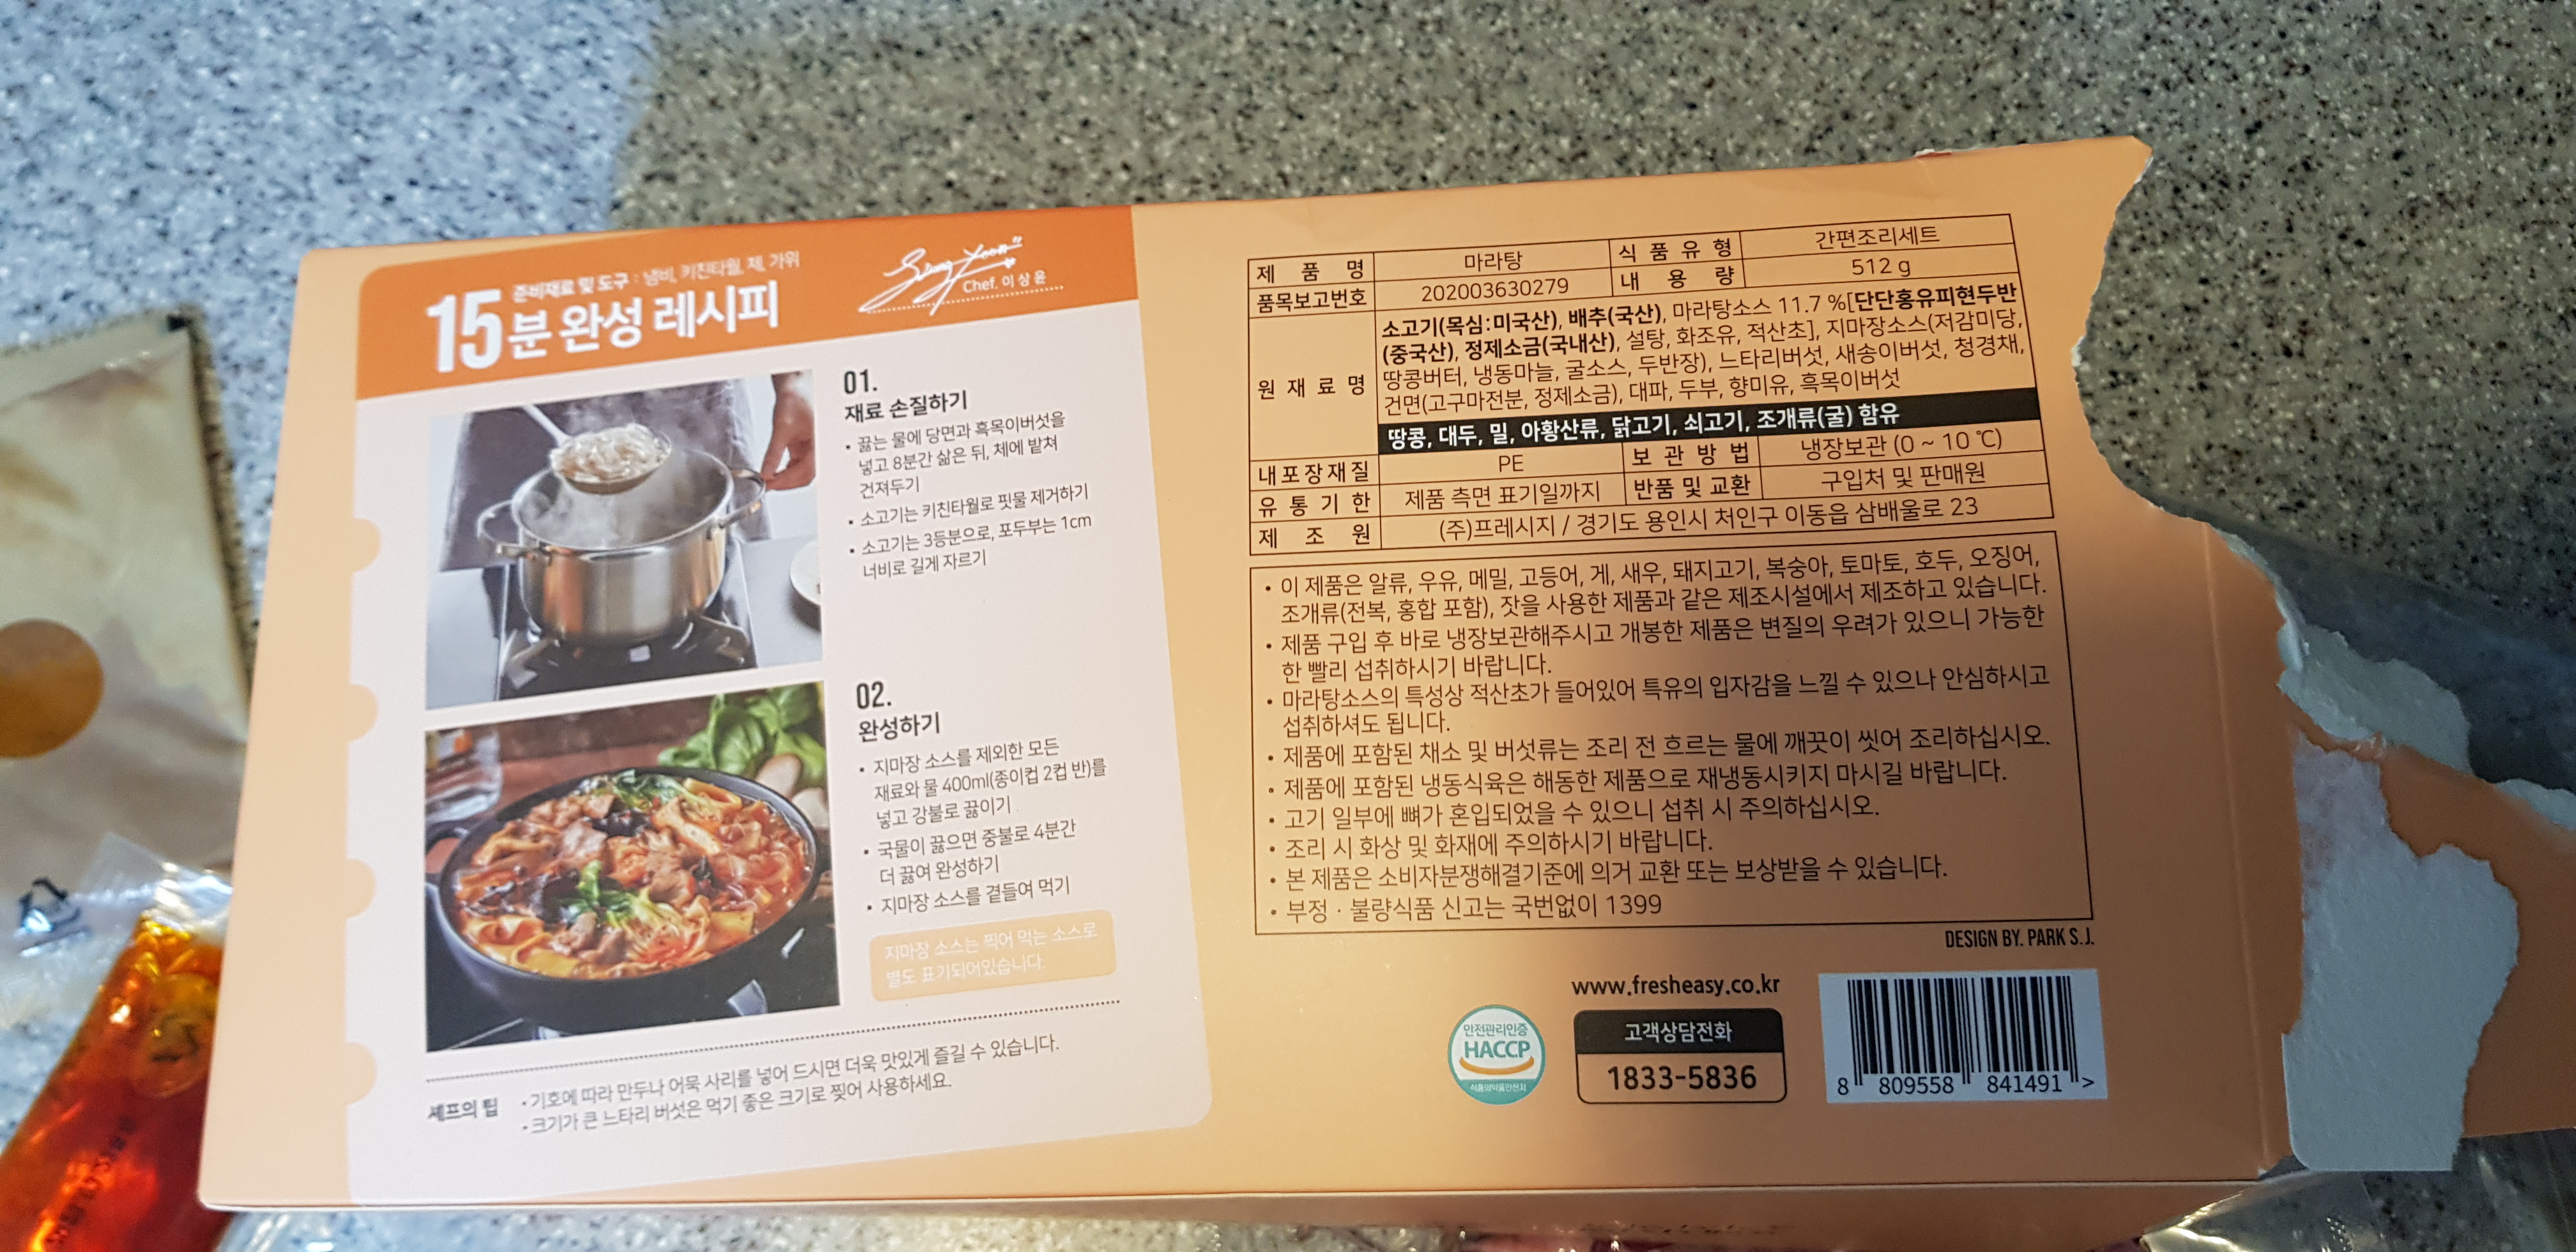 준비재료 및 도구 : 냄비, 키친타월, 체, 가위
15분 완성 레시피
Chef. 이상윤
01.
재료 손질하기
• 끓는 물에 당면과 흑목이버섯을
넣고 8분간 삶은 뒤, 체에 밭쳐
건져두기
• 소고기는 키친타월로 핏물 제거하기
• 소고기는 3등분으로, 포두부는 1cm
너비로 길게 자르기
02.
완성하기
• 지마장 소스를 제외한 모든
재료와 물 400ml(종이컵 2컵 반)를
넣고 강불로 끓이기
• 국물이 끓으면 중불로 4분간
더 끓여 완성하기
• 지마장 소스를 곁들여 먹기
지마장 소스는 찍어 먹는 소스로
별도 표기되어있습니다.
셰프의 팁
• 기호에 따라 만두나 어묵 사리를 넣어 드시면 더욱 맛있게 즐길 수 있습니다.
• 크기가 큰 느타리 버섯은 먹기 좋은 크기로 찢어 사용하세요.
제 품 명 마라탕 식 품 유 형 간편조리세트
품목보고번호 202003630279 내 용 량 512 g
원 재 료 명
소고기(목심:미국산), 배추(국산), 마라탕소스 11.7 %[단단홍유피현두반
(중국산), 정제소금(국내산), 설탕, 화조유, 적산초], 지마장소스(저감미당,
땅콩버터, 냉동마늘, 굴소스, 두반장), 느타리버섯, 새송이버섯, 청경채,
건면(고구마전분, 정제소금), 대파, 두부, 향미유, 흑목이버섯
땅콩, 대두, 밀, 아황산류, 닭고기, 쇠고기, 조개류(굴) 함유
내포장재질 PE 보 관 방 법 냉장보관 (0 ~ 10 ℃)
유 통 기 한 제품 측면 표기일까지 반품 및 교환 구입처 및 판매원
제 조 원 (주)프레시지 / 경기도 용인시 처인구 이동읍 삼배울로 23
• 이 제품은 알류, 우유, 메밀, 고등어, 게, 새우, 돼지고기, 복숭아, 토마토, 호두, 오징어,
조개류(전복, 홍합 포함), 잣을 사용한 제품과 같은 제조시설에서 제조하고 있습니다.
• 제품 구입 후 바로 냉장보관해주시고 개봉한 제품은 변질의 우려가 있으니 가능한
한 빨리 섭취하시기 바랍니다.
• 마라탕소스의 특성상 적산초가 들어있어 특유의 입자감을 느낄 수 있으나 안심하시고
섭취하셔도 됩니다.
• 제품에 포함된 채소 및 버섯류는 조리 전 흐르는 물에 깨끗이 씻어 조리하십시오.
• 제품에 포함된 냉동식육은 해동한 제품으로 재냉동시키지 마시길 바랍니다.
• 고기 일부에 뼈가 혼입되었을 수 있으니 섭취 시 주의하십시오.
• 조리 시 화상 및 화재에 주의하시기 바랍니다.
• 본 제품은 소비자분쟁해결기준에 의거 교환 또는 보상받을 수 있습니다.
• 부정 · 불량식품 신고는 국번없이 1399
DESIGN BY. PARK S.J.
안전관리인증
HACCP
식품의약품안전처
www.fresheasy.co.kr
고객상담전화
1833-5836
8 809558 841491 >